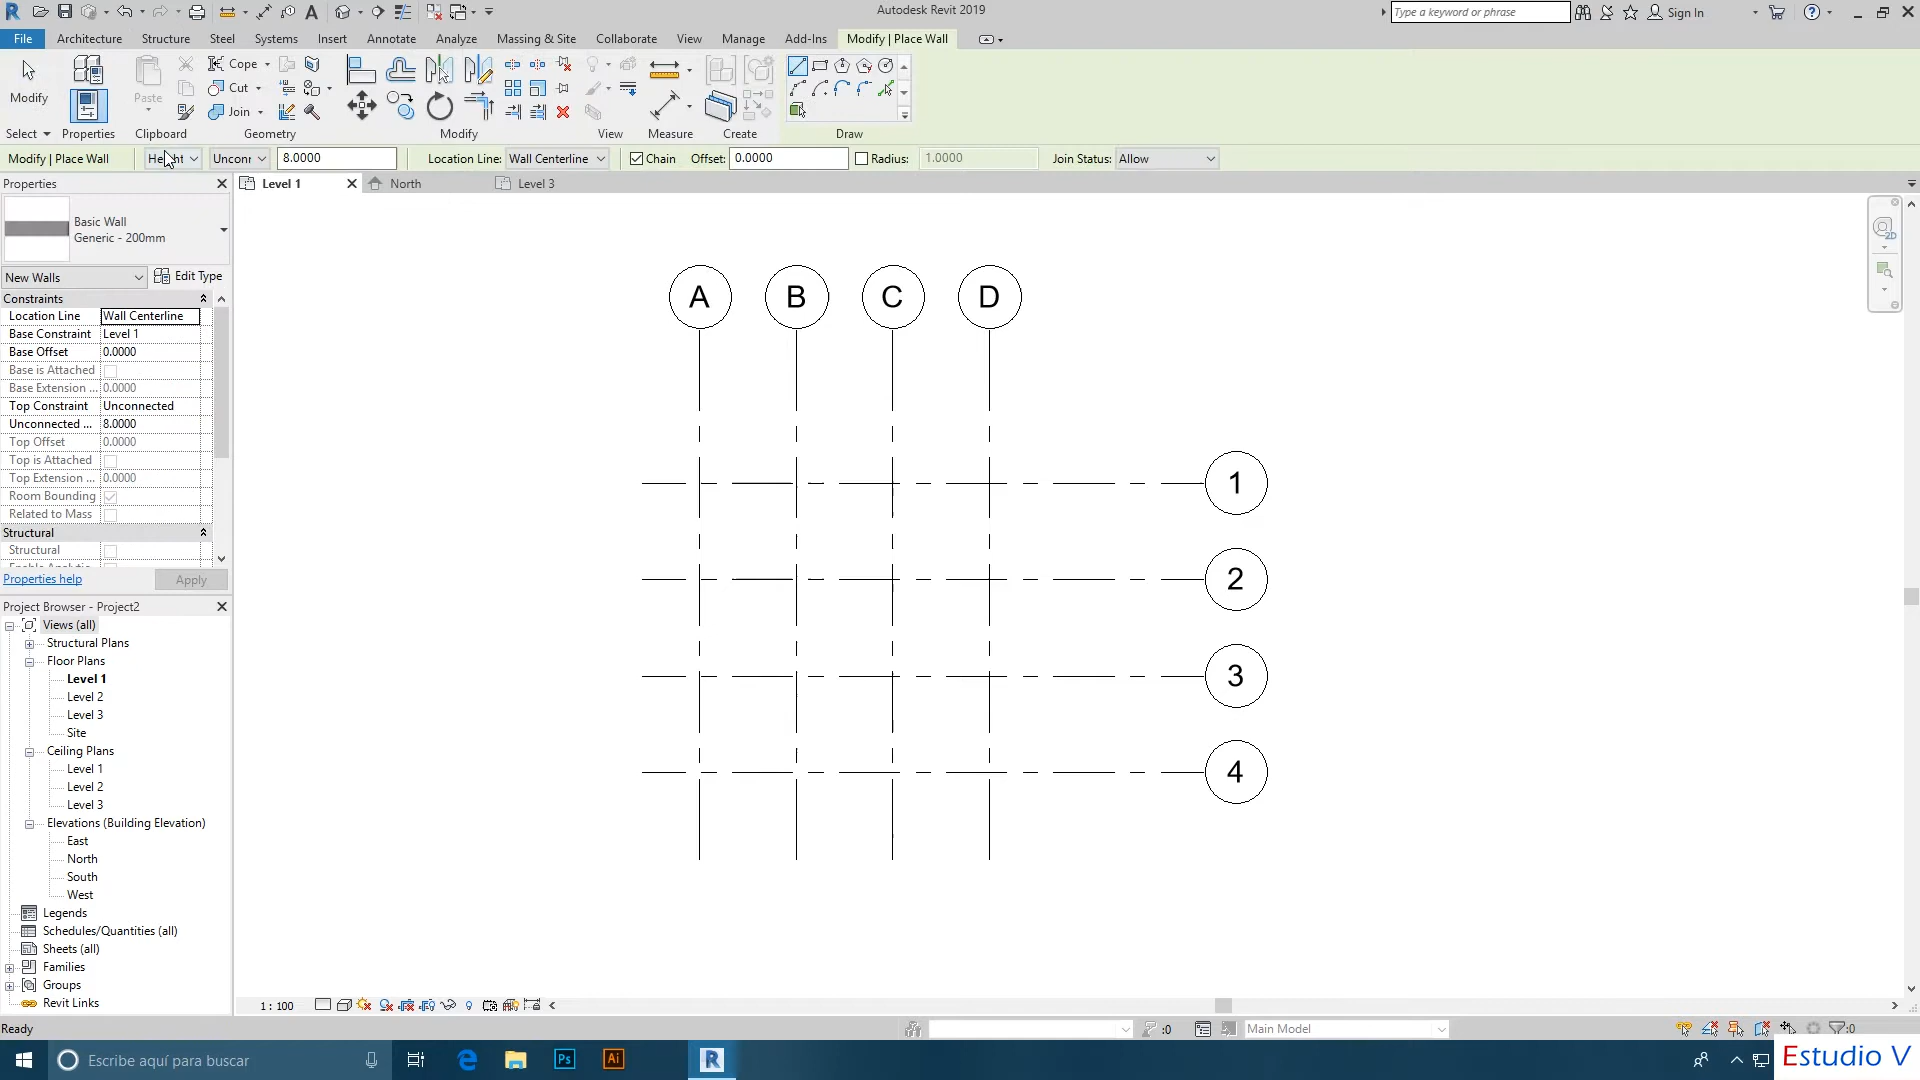 Autodesk Revit 2019
Type a keyword or phrase
Sign In
File
Architecture
Structure
Steel
Systems
Insert
Annotate
Analyze
Massing & Site
Collaborate
View
Manage
Add-Ins
Modify | Place Wall
Modify
Paste
Cope
Cut
Join
Select
Properties
Clipboard
Geometry
Modify
View
Measure
Create
Draw
Modify | Place Wall
Unconr
8.0000
Location Line:
Wall Centerline
Chain
Offset:
0.0000
Radius:
1.0000
Join Status:
Allow
Properties
Level 1
North
Level 3
Basic Wall
Generic - 200mm
New Walls
Edit Type
Constraints
Location Line
Wall Centerline
Base Constraint
Level 1
Base Offset
0.0000
Base is Attached
Base Extension ...
0.0000
Top Constraint
Unconnected
Unconnected ...
8.0000
Top Offset
0.0000
Top is Attached
Top Extension ...
0.0000
Room Bounding
Related to Mass
Structural
Structural
Properties help
Apply
Project Browser - Project2
Views (all)
Structural Plans
Floor Plans
Level 1
Level 2
Level 3
Site
Ceiling Plans
Level 1
Level 2
Level 3
Elevations (Building Elevation)
East
North
South
West
Legends
Schedules/Quantities (all)
Sheets (all)
Families
Groups
Revit Links
A
B
C
D
1
2
3
4
1 : 100
Ready
:0
Main Model
:0
Escribe aquí para buscar
Ps
Ai
R
Estudio V